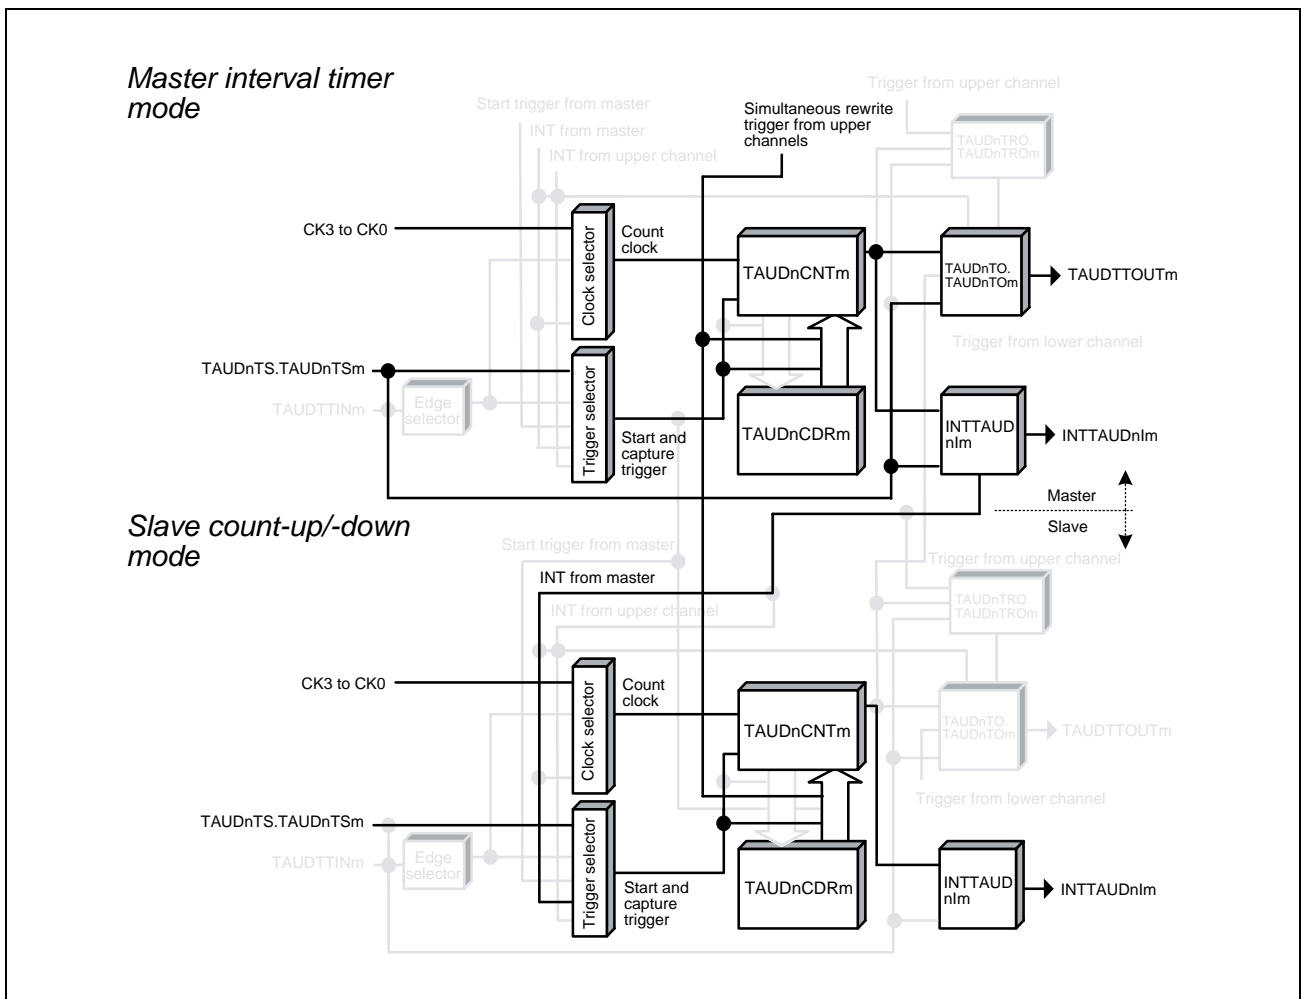 Master interval timer
mode
Start trigger from master
INT from master
INT from upper channel
Simultaneous rewrite
trigger from upper
channels
Trigger from upper channel
TAUDnTRO.
TAUDnTROm
CK3 to CK0
Clock selector
Count
clock
TAUDnCNTm
TAUDnTO.
TAUDnTOm
TAUDTTOUTm
Trigger from lower channel
TAUDnTS.TAUDnTSm
TAUDTTINm
Edge
selector
Trigger selector
Start and
capture
trigger
TAUDnCDRm
INTTAUD
nIm
INTTAUDnIm
Master
Slave
Slave count-up/-down
mode
Start trigger from master
INT from master
INT from upper channel
Trigger from upper channel
TAUDnTRO.
TAUDnTROm
CK3 to CK0
Clock selector
Count
clock
TAUDnCNTm
TAUDnTO.
TAUDnTOm
TAUDTTOUTm
Trigger from lower channel
TAUDnTS.TAUDnTSm
TAUDTTINm
Edge
selector
Trigger selector
Start and
capture
trigger
TAUDnCDRm
INTTAUD
nIm
INTTAUDnIm